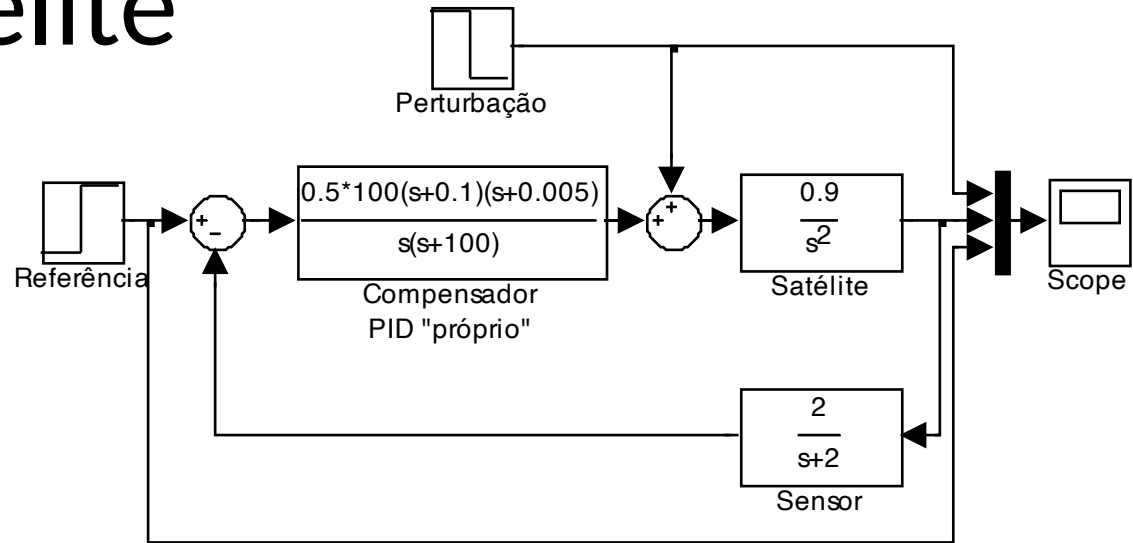 Perturbação
0.5*100(s+0.1)(s+0.005)
s(s+100)
Compensador
PID "próprio"
Referência
+
−
+
+
0.9
s2
Satélite
Scope
2
s+2
Sensor